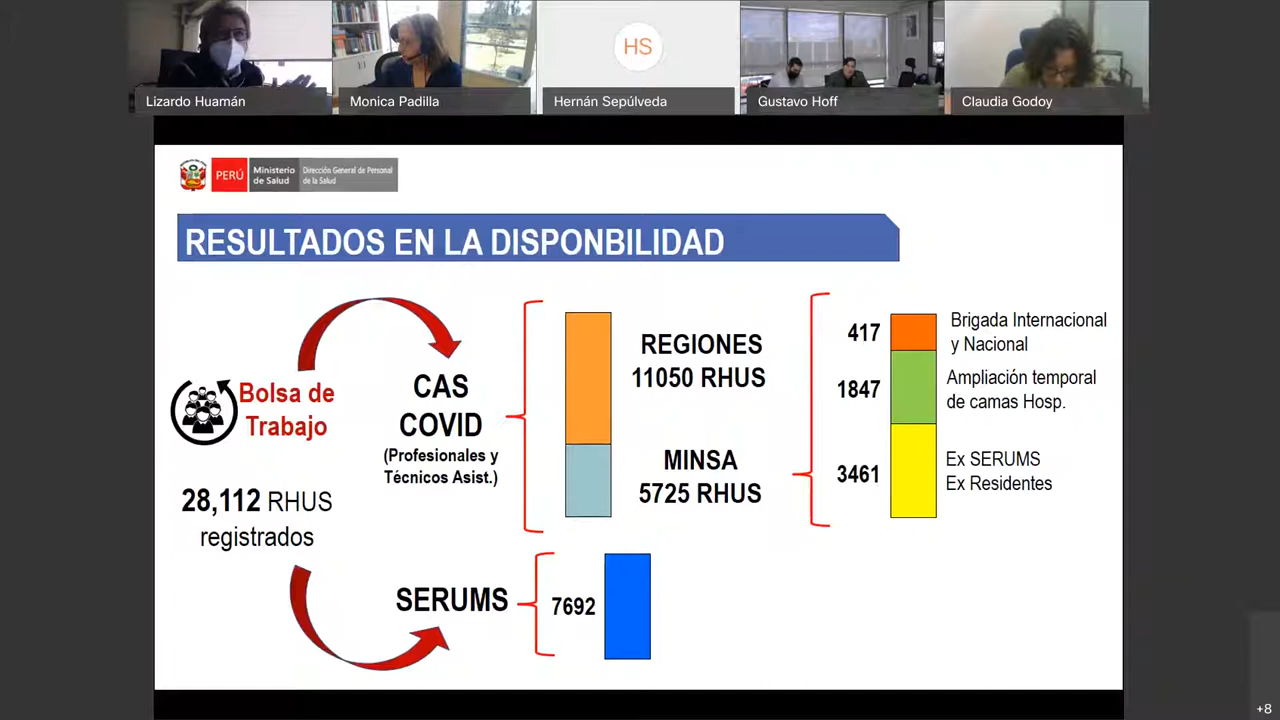 HS
Lizardo Huamán
Monica Padilla
Hernán Sepúlveda
Gustavo Hoff
Claudia Godoy
PERÚ
Ministerio
de Salud
Dirección General de Personal
de la Salud
RESULTADOS EN LA DISPONBILIDAD
Bolsa de
Trabajo
28,112 RHUS
registrados
CAS
COVID
(Profesionales y
Técnicos Asist.)
REGIONES
11050 RHUS
MINSA
5725 RHUS
417
Brigada Internacional
y Nacional
1847
Ampliación temporal
de camas Hosp.
3461
Ex SERUMS
Ex Residentes
SERUMS
7692
+8